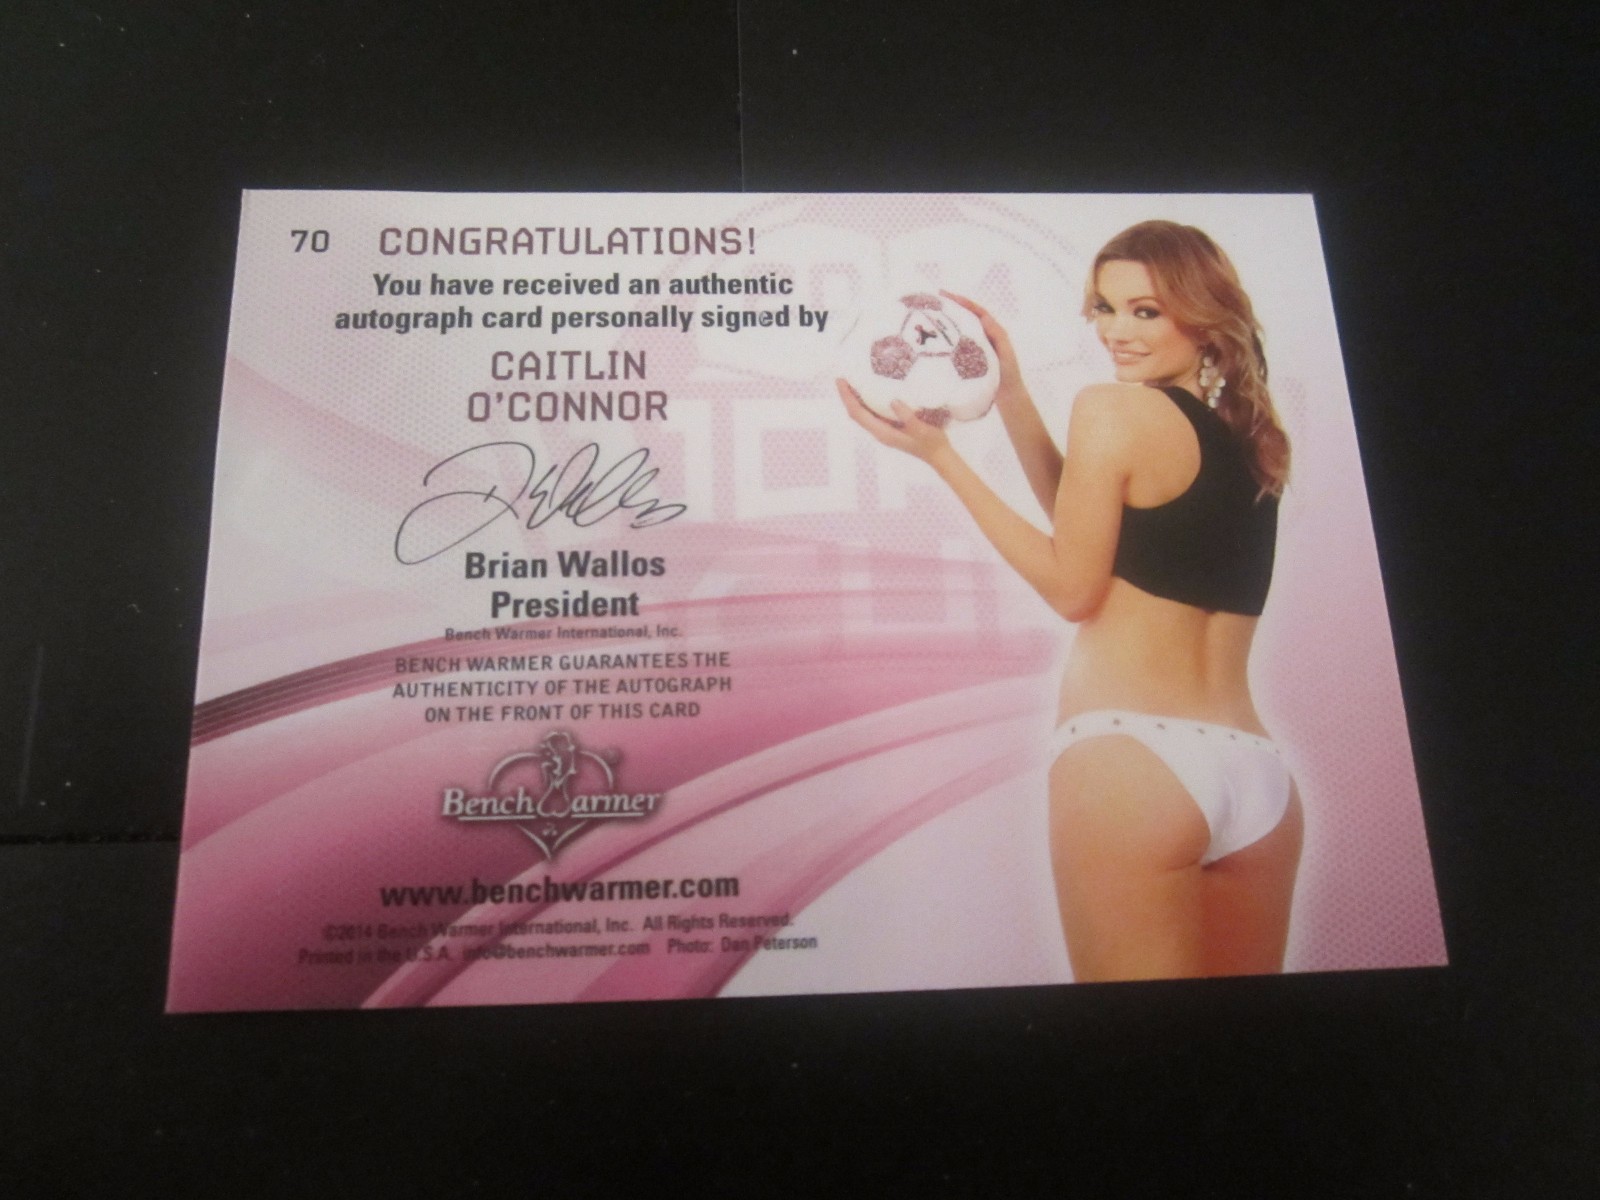 70 CONGRATULATIONS!
You have received an authentic
autograph card personally signed by
CAITLIN
O'CONNOR
Brian Wallos
President
Bench Warmer International, Inc.
BENCH WARMER GUARANTEES THE
AUTHENTICITY OF THE AUTOGRAPH
ON THE FRONT OF THIS CARD
BenchWarmer
www.benchwarmer.com
©2014 Bench Warmer International, Inc. All Rights Reserved.
Printed in the U.S.A. info@benchwarmer.com Photo: Dan Peterson